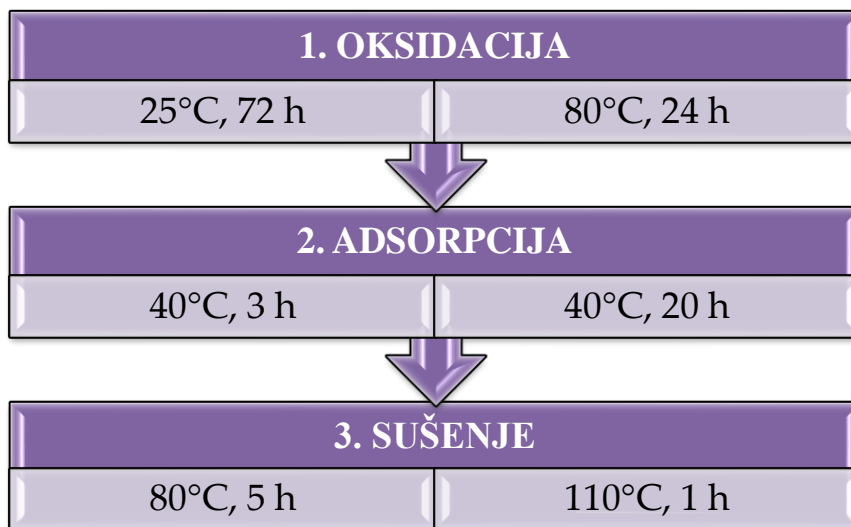 1. OKSIDACIJA
25°C, 72 h
80°C, 24 h
2. ADSORPCIJA
40°C, 3 h
40°C, 20 h
3. SUŠENJE
80°C, 5 h
110°C, 1 h